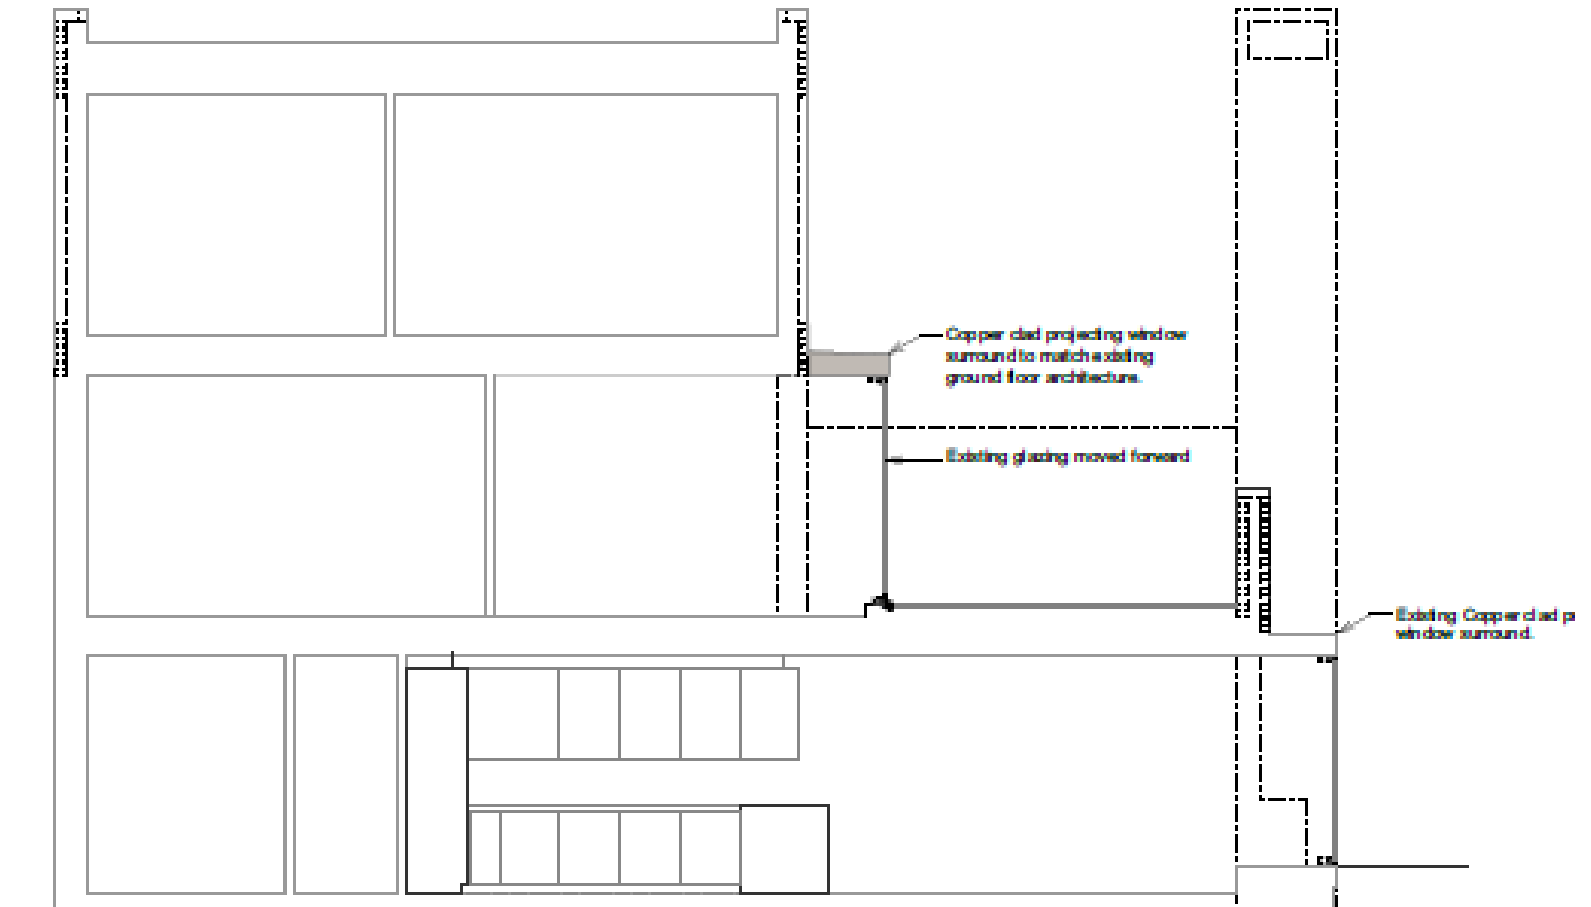 Copper clad projecting window
surround to match existing
ground floor architecture.
Existing glazing moved forward
Existing Copper clad p
window surround.